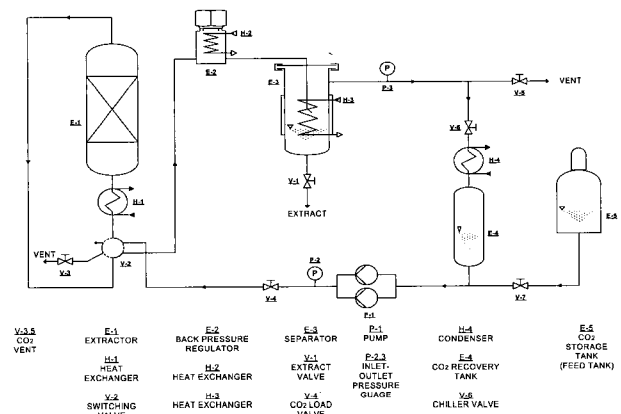 H-2
E-2
E-3
P
P-3
V-5
VENT
E-1
H-3
V-6
H-4
V-1
EXTRACT
H-1
E-4
E-5
VENT
V-3
V-2
P-2
P
V-4
P-1
V-7
V-3.5 E-1 E-2 E-3 P-1 H-4 E-5
CO2 EXTRACTOR BACK PRESSURE SEPARATOR PUMP CONDENSER CO2
VENT REGULATOR STORAGE
H-1 V-1 P-2.3 E-4 TANK
HEAT H-2 EXTRACT INLET- CO2 RECOVERY (FEED TANK)
EXCHANGER HEAT EXCHANGER VALVE OUTLET TANK
PRESSURE
V-2 H-3 V-4 GUAGE V-6
SWITCHING HEAT EXCHANGER CO2 LOAD CHILLER VALVE
VALVE VALVE